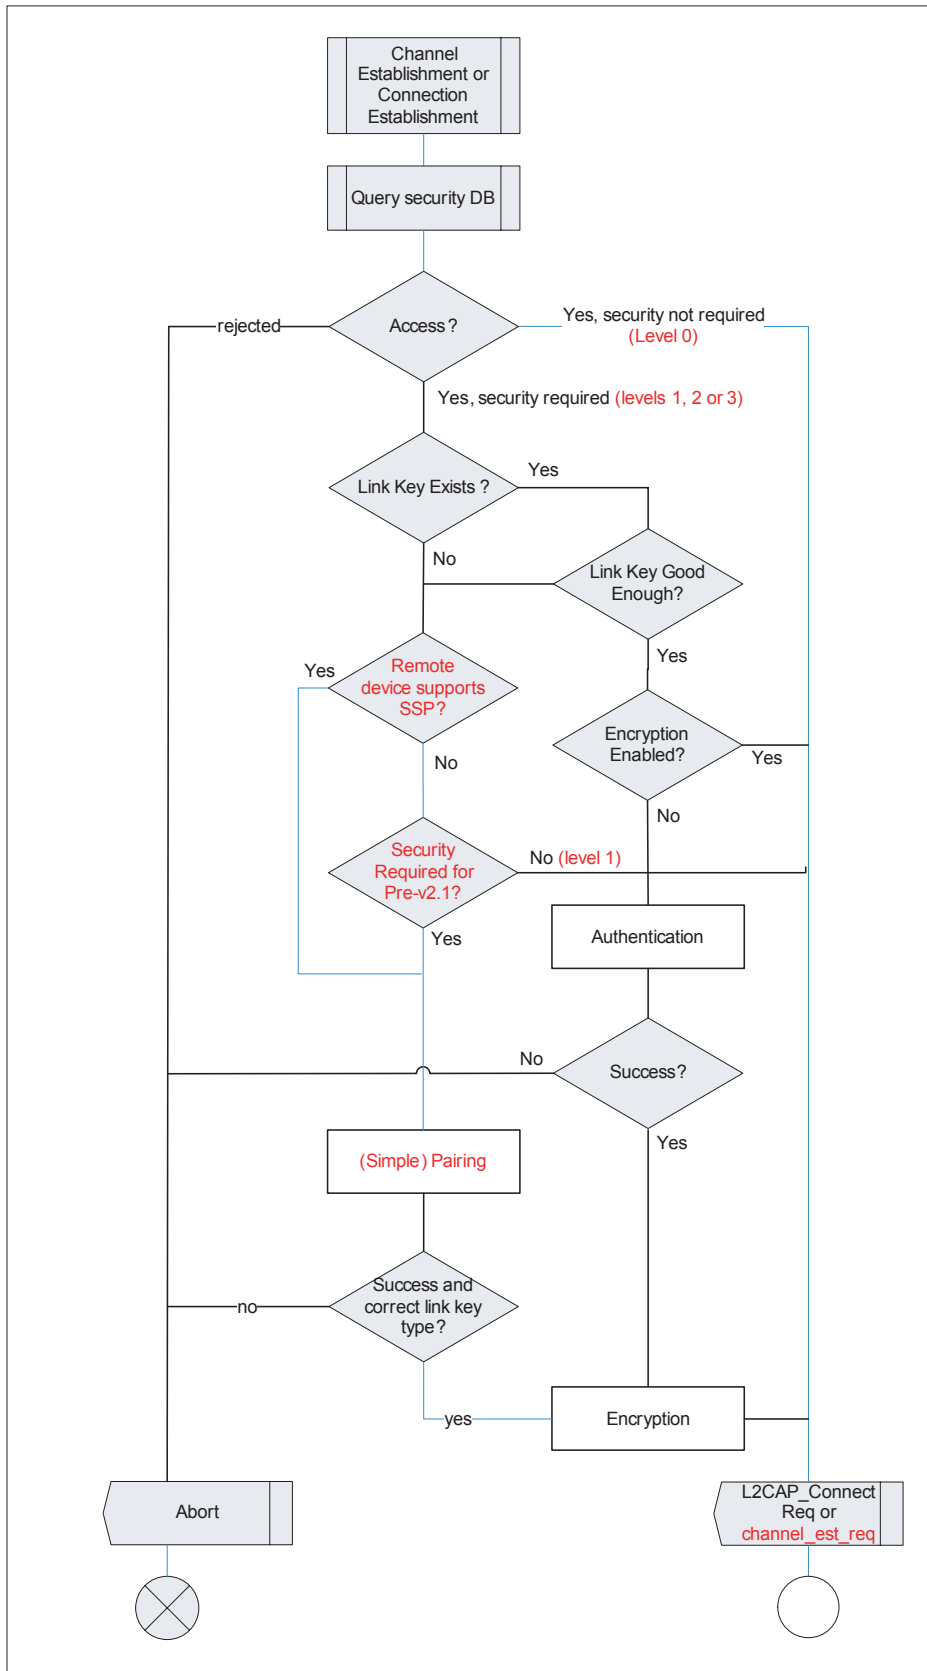 Channel
Establishment or
Connection
Establishment
Query security DB
Access?
rejected
Yes, security not required
(Level 0)
Yes, security required (levels 1, 2 or 3)
Link Key Exists?
Yes
No
Link Key Good
Enough?
Yes
Yes
Remote
device supports
SSP?
No
Encryption
Enabled?
Yes
No
Security
Required for
Pre-v2.1?
No (level 1)
Yes
Authentication
No
Success?
Yes
(Simple) Pairing
Success and
correct link key
type?
no
yes
Encryption
Abort
L2CAP_Connect
Req or
channel_est_req